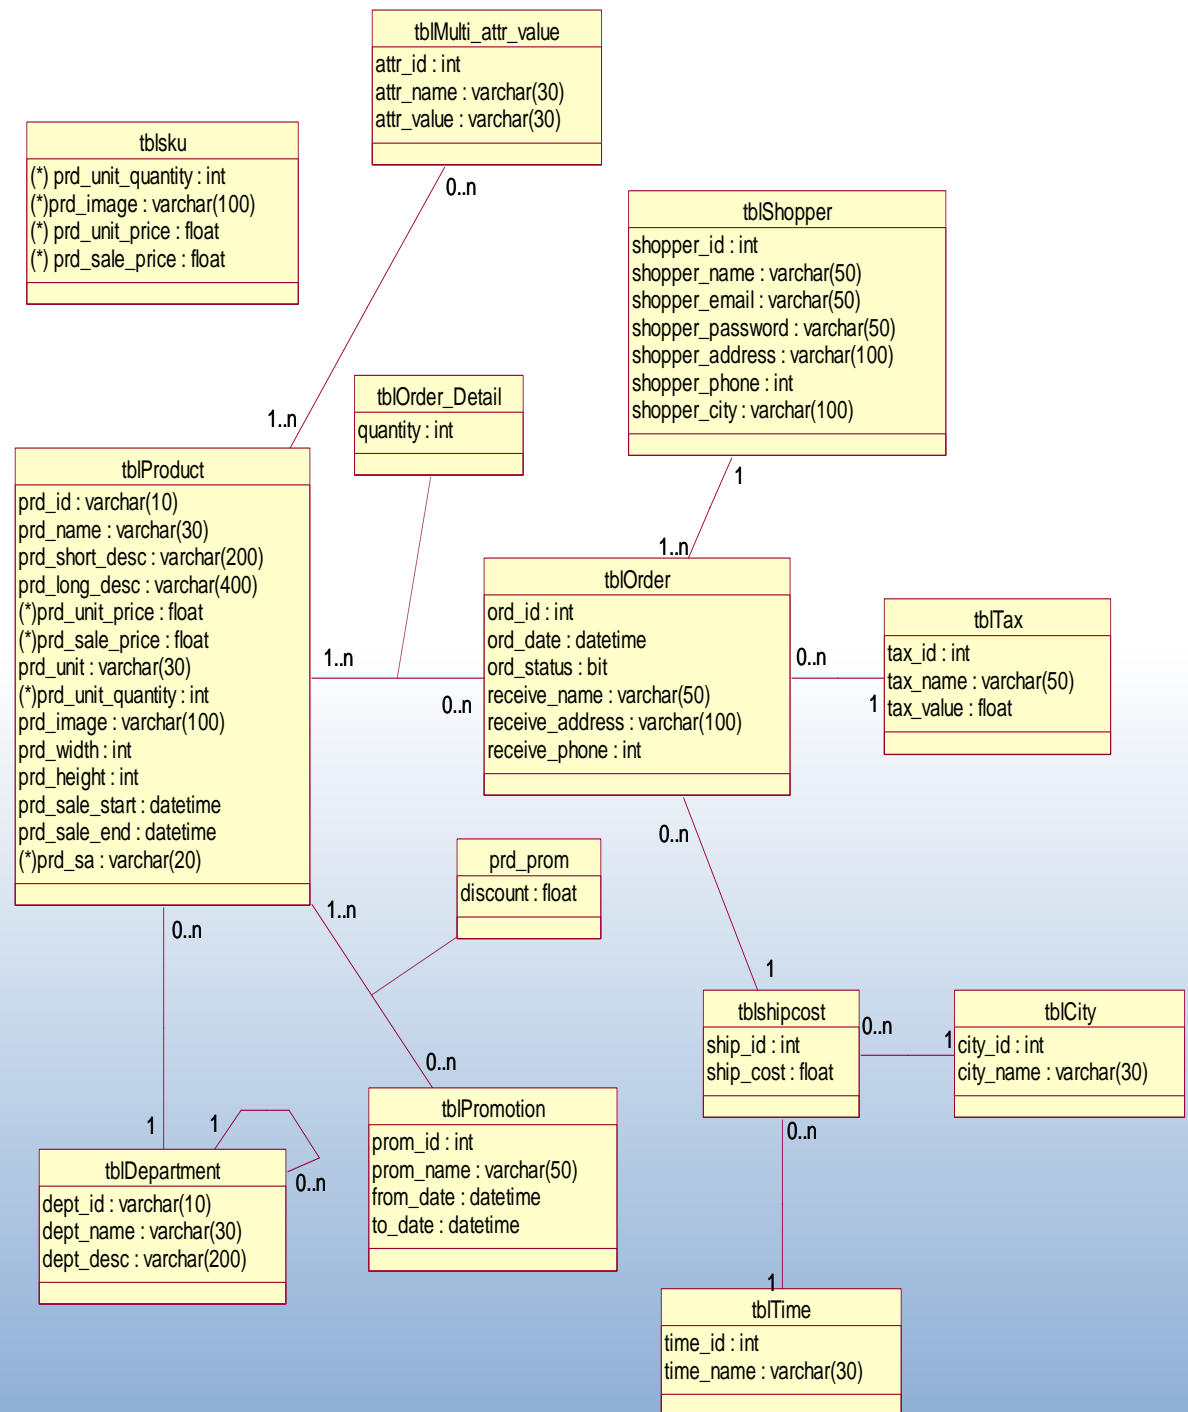 tblMulti_attr_value
attr_id : int
attr_name : varchar(30)
attr_value : varchar(30)
0..n
tblsku
(*) prd_unit_quantity : int
(*)prd_image : varchar(100)
(*) prd_unit_price : float
(*) prd_sale_price : float
tblShopper
shopper_id : int
shopper_name : varchar(50)
shopper_email : varchar(50)
shopper_password : varchar(50)
shopper_address : varchar(100)
shopper_phone : int
shopper_city : varchar(100)
1
1..n
tblOrder_Detail
quantity : int
1..n
tblProduct
prd_id : varchar(10)
prd_name : varchar(30)
prd_short_desc : varchar(200)
prd_long_desc : varchar(400)
(*)prd_unit_price : float
(*)prd_sale_price : float
prd_unit : varchar(30)
(*)prd_unit_quantity : int
prd_image : varchar(100)
prd_width : int
prd_height : int
prd_sale_start : datetime
prd_sale_end : datetime
(*)prd_sa : varchar(20)
1..n
0..n
tblOrder
ord_id : int
ord_date : datetime
ord_status : bit
receive_name : varchar(50)
receive_address : varchar(100)
receive_phone : int
0..n
1
tblTax
tax_id : int
tax_name : varchar(50)
tax_value : float
0..n
prd_prom
discount : float
1..n
0..n
0..n
1
tblshipcost
ship_id : int
ship_cost : float
0..n
1
tblCity
city_id : int
city_name : varchar(30)
0..n
tblPromotion
prom_id : int
prom_name : varchar(50)
from_date : datetime
to_date : datetime
1
1
0..n
tblDepartment
dept_id : varchar(10)
dept_name : varchar(30)
dept_desc : varchar(200)
1
tblTime
time_id : int
time_name : varchar(30)